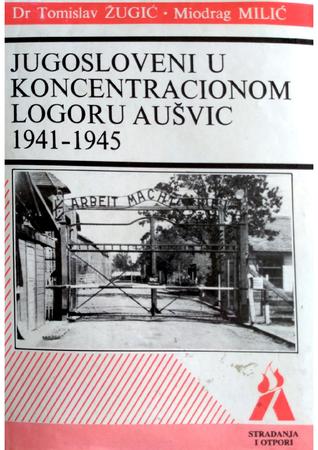 Dr Tomislav ŽUGIĆ · Miodrag MILIĆ
JUGOSLOVENI U
KONCENTRACIONOM
LOGORU AUŠVIC
1941-1945
ARBEIT MACHT FREI
STRADANJA
I OTPORI